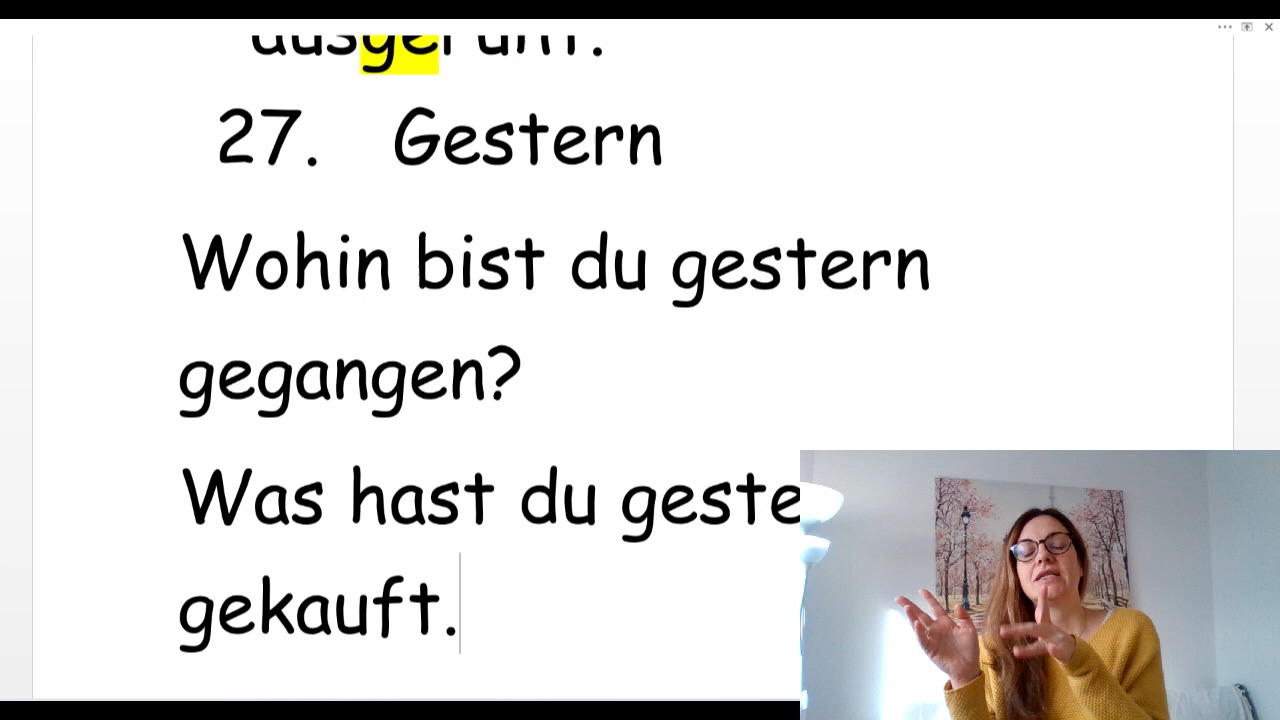 27. Gestern
Wohin bist du gestern
gegangen?
Was hast du geste
gekauft.